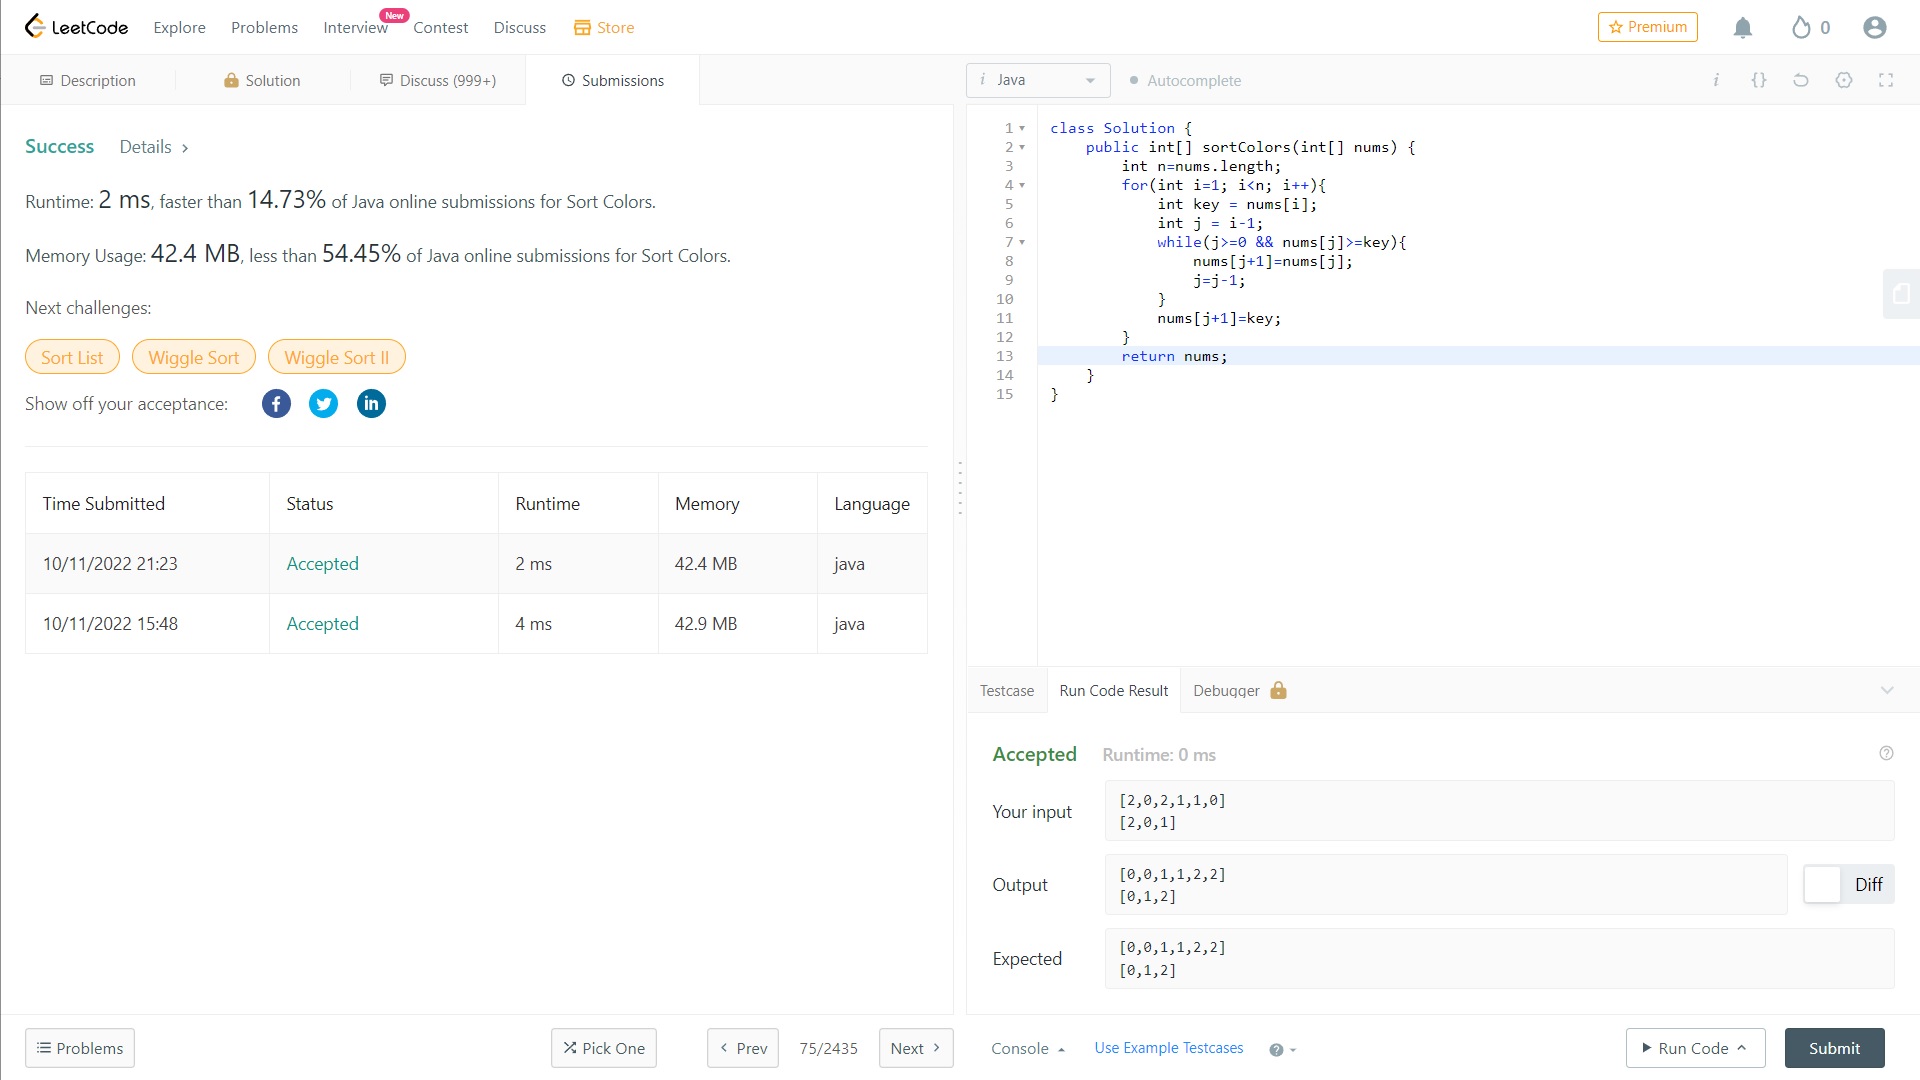 LeetCode Explore Problems Interview New Contest Discuss Store Premium 0
Description Solution Discuss (999+) Submissions
Success Details >
Runtime: 2 ms, faster than 14.73% of Java online submissions for Sort Colors.
Memory Usage: 42.4 MB, less than 54.45% of Java online submissions for Sort Colors.
Next challenges:
Sort List Wiggle Sort Wiggle Sort II
Show off your acceptance:
Time Submitted Status Runtime Memory Language
10/11/2022 21:23 Accepted 2 ms 42.4 MB java
10/11/2022 15:48 Accepted 4 ms 42.9 MB java
Problems Pick One < Prev 75/2435 Next >
i Java Autocomplete i {}
1 class Solution {
2 public int[] sortColors(int[] nums) {
3 int n=nums.length;
4 for(int i=1; i<n; i++){
5 int key = nums[i];
6 int j = i-1;
7 while(j>=0 && nums[j]>=key){
8 nums[j+1]=nums[j];
9 j=j-1;
10 }
11 nums[j+1]=key;
12 }
13 return nums;
14 }
15 }
Testcase Run Code Result Debugger
Accepted Runtime: 0 ms
Your input
[2,0,2,1,1,0]
[2,0,1]
Output
[0,0,1,1,2,2]
[0,1,2]
Diff
Expected
[0,0,1,1,2,2]
[0,1,2]
Console Use Example Testcases Run Code Submit